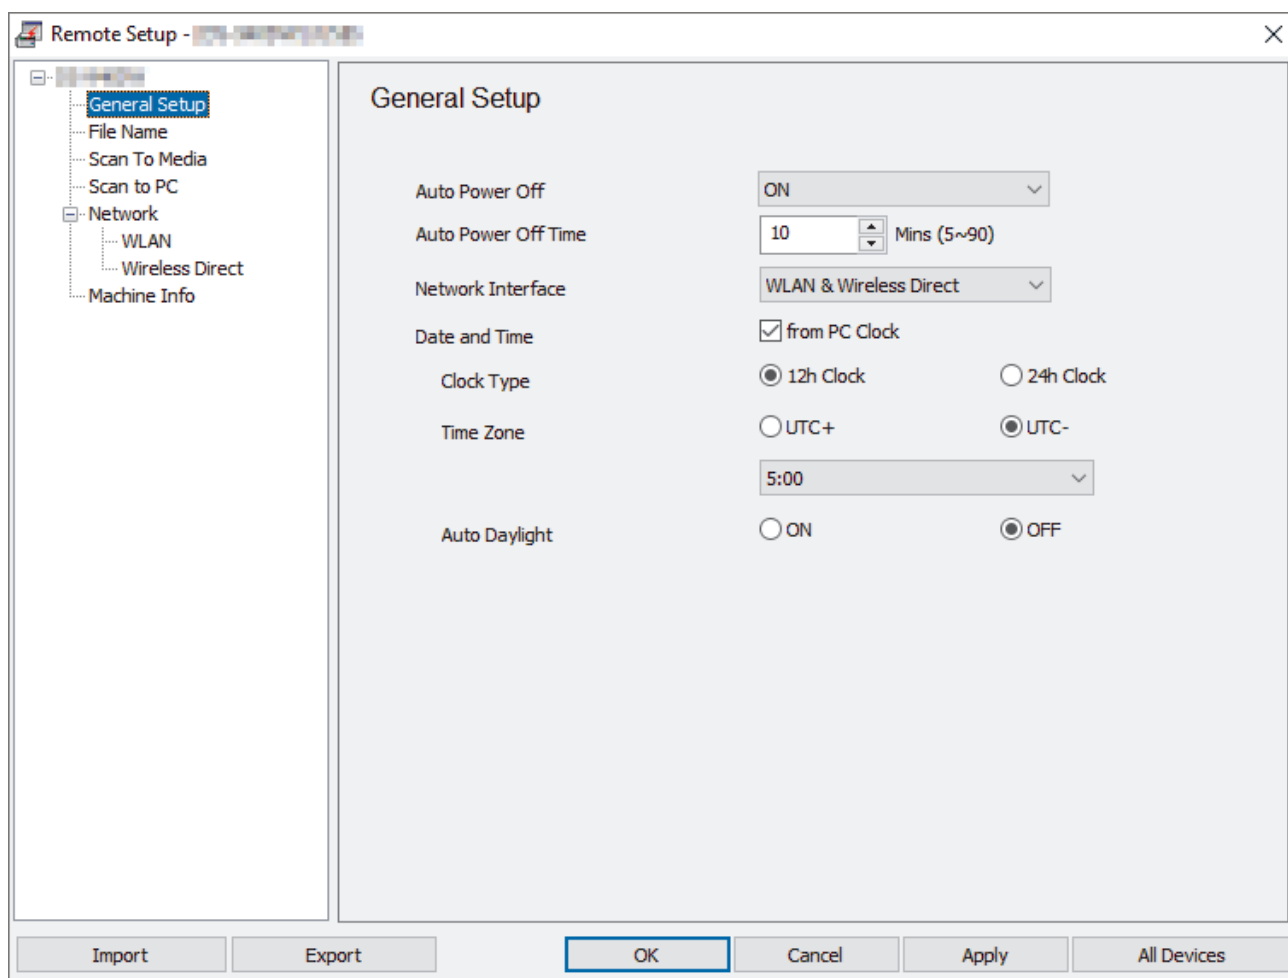 Remote Setup -
General Setup
File Name
Scan To Media
Scan to PC
Network
WLAN
Wireless Direct
Machine Info
General Setup
Auto Power Off ON
Auto Power Off Time 10 Mins (5~90)
Network Interface WLAN & Wireless Direct
Date and Time from PC Clock
Clock Type 12h Clock 24h Clock
Time Zone UTC+ UTC-
5:00
Auto Daylight ON OFF
Import Export OK Cancel Apply All Devices